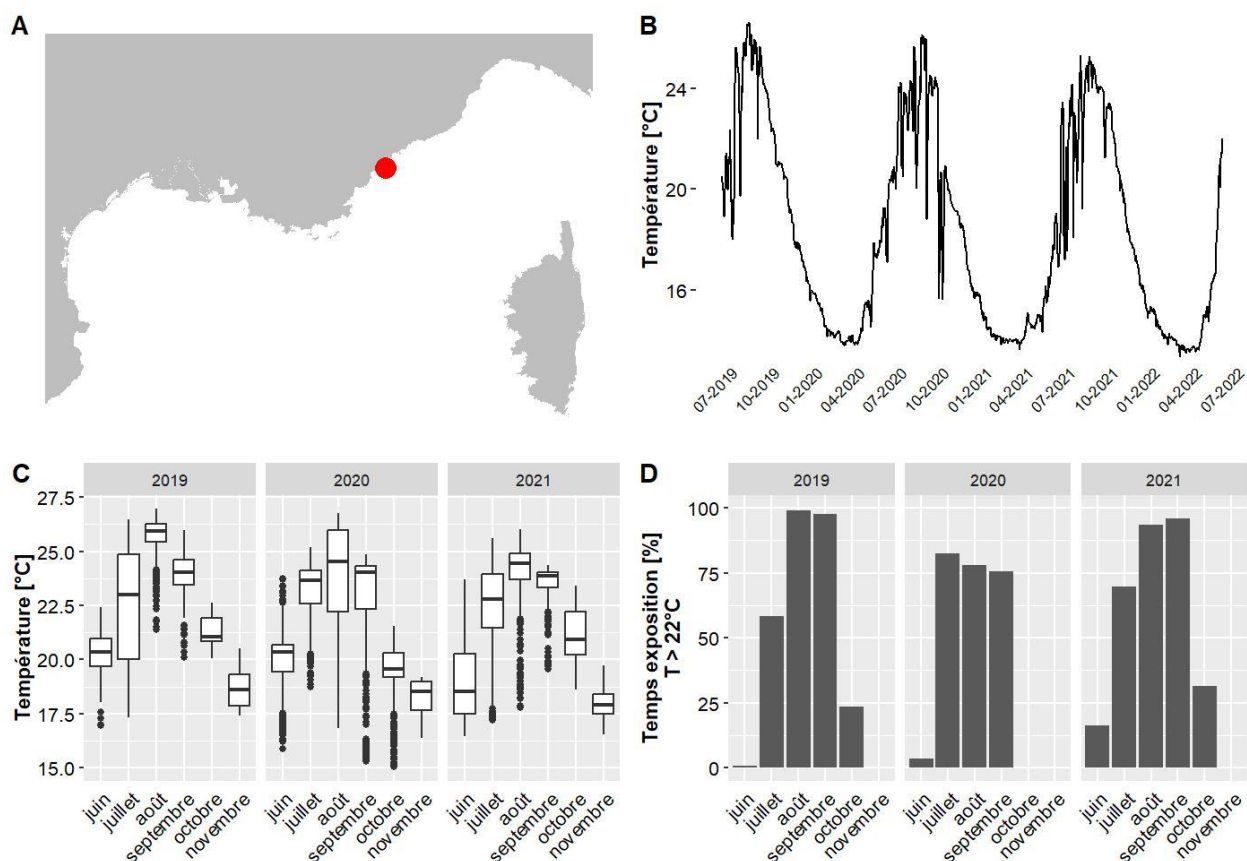 A
B
Température [°C]
24
20
16
07-2019
10-2019
01-2020
04-2020
07-2020
10-2020
01-2021
04-2021
07-2021
10-2021
01-2022
04-2022
07-2022
C
2019
2020
2021
Température [°C]
27.5
25.0
22.5
20.0
17.5
15.0
juin
juillet
août
septembre
octobre
novembre
juin
juillet
août
septembre
octobre
novembre
juin
juillet
août
septembre
octobre
novembre
D
2019
2020
2021
Temps exposition [%]
T > 22°C
100
75
50
25
0
juin
juillet
août
septembre
octobre
novembre
juin
juillet
août
septembre
octobre
novembre
juin
juillet
août
septembre
octobre
novembre